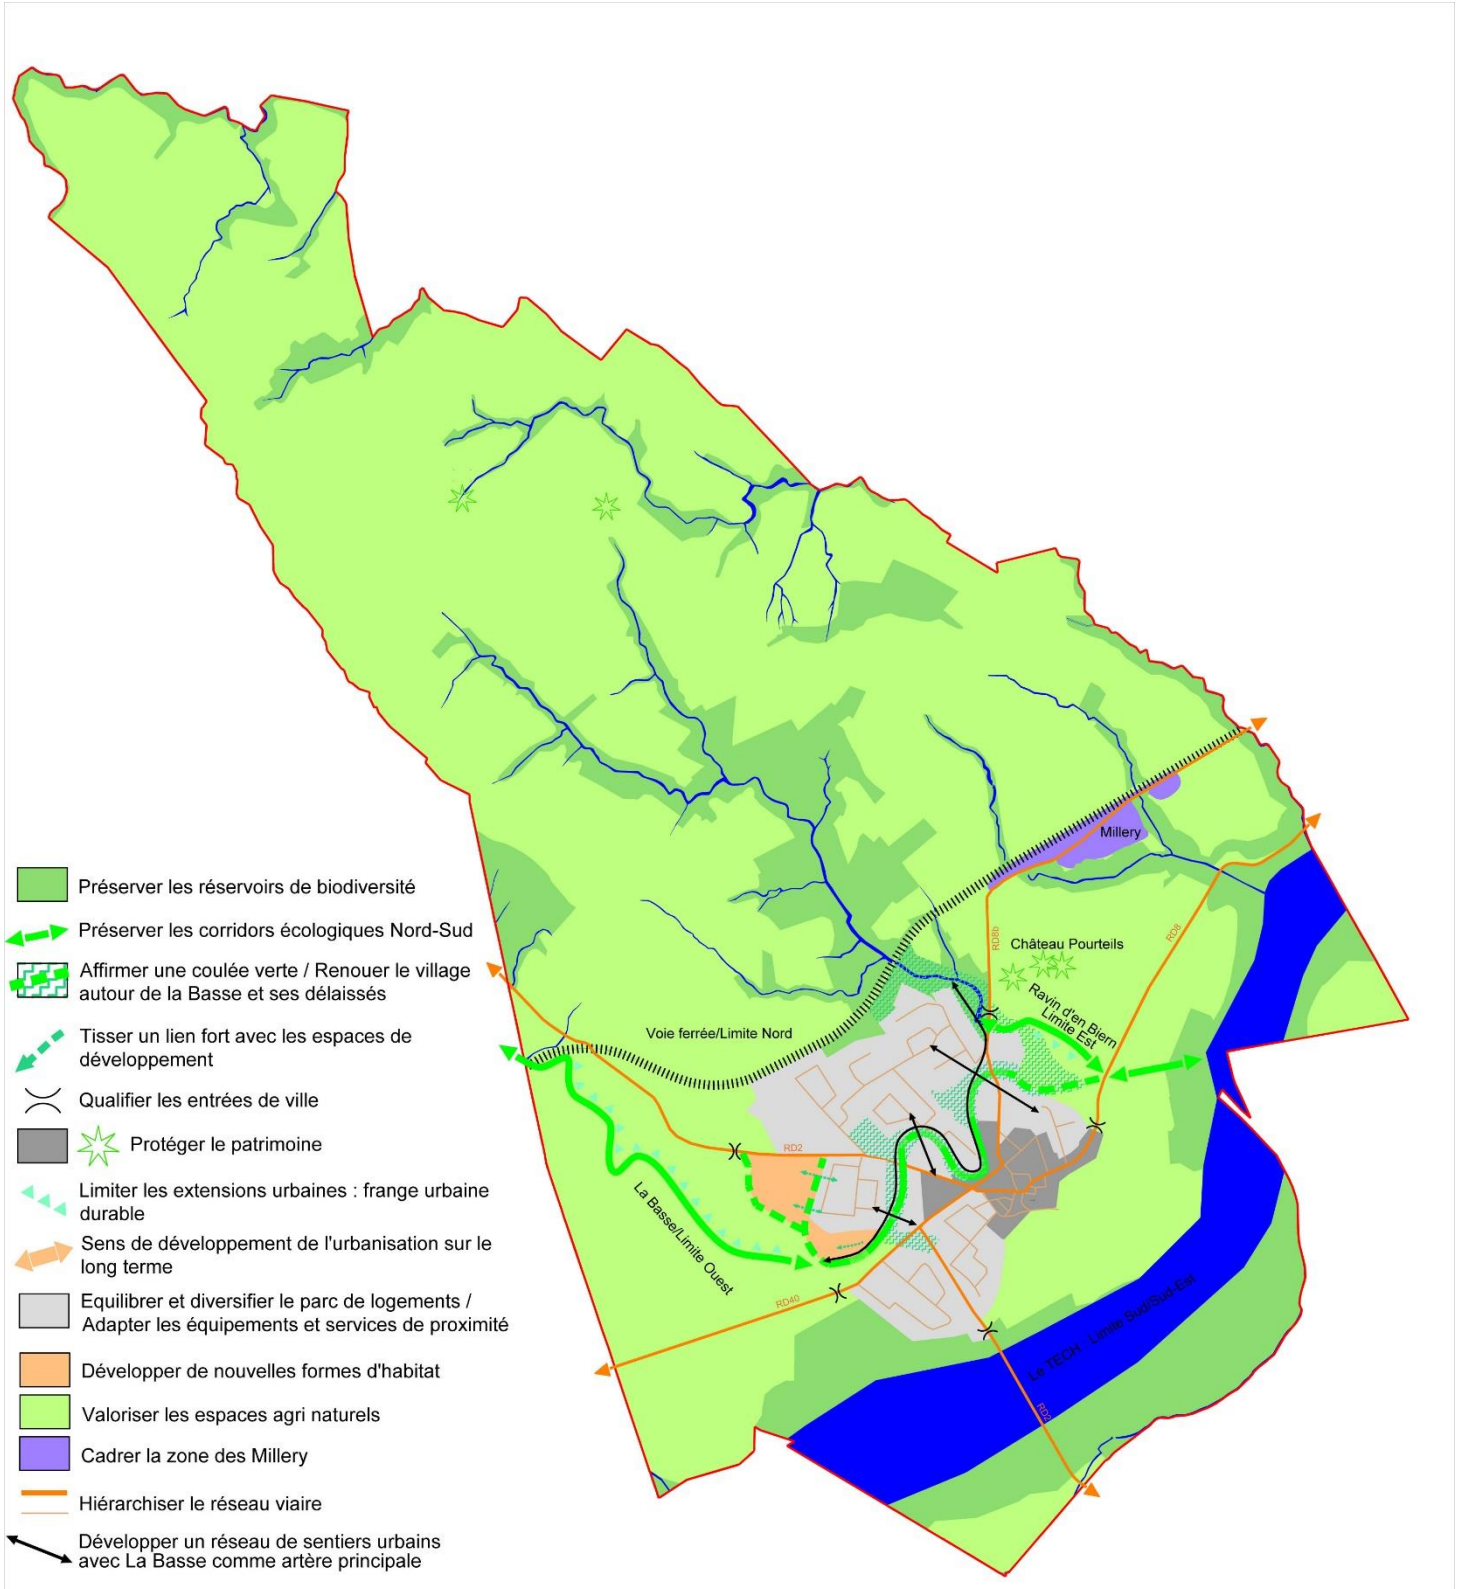 Millery
RD8b
Château Pourteils
RD8
Ravin d'en Biern
Limite Est
Voie ferrée/Limite Nord
RD2
La Basse/Limite Ouest
RD40
Le TECH - Limite Sud/Sud-Est
RD2
Préserver les réservoirs de biodiversité
Préserver les corridors écologiques Nord-Sud
Affirmer une coulée verte / Renouer le village
autour de la Basse et ses délaissés
Tisser un lien fort avec les espaces de
développement
Qualifier les entrées de ville
Protéger le patrimoine
Limiter les extensions urbaines : frange urbaine
durable
Sens de développement de l'urbanisation sur le
long terme
Equilibrer et diversifier le parc de logements /
Adapter les équipements et services de proximité
Développer de nouvelles formes d'habitat
Valoriser les espaces agri naturels
Cadrer la zone des Millery
Hiérarchiser le réseau viaire
Développer un réseau de sentiers urbains
avec La Basse comme artère principale